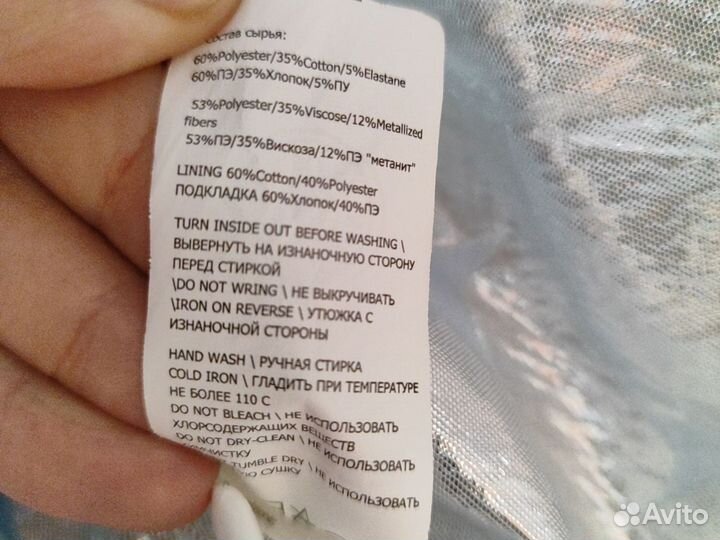 состав сырья:
60%Polyester/35%Cotton/5%Elastane
60%ПЭ/35%Хлопок/5%ПУ
53%Polyester/35%Viscose/12%Metallized
fibers
53%ПЭ/35%Вискоза/12%ПЭ "метанит"
LINING 60%Cotton/40%Polyester
ПОДКЛАДКА 60%Хлопок/40%ПЭ
TURN INSIDE OUT BEFORE WASHING \
ВЫВЕРНУТЬ НА ИЗНАНОЧНУЮ СТОРОНУ
ПЕРЕД СТИРКОЙ
\DO NOT WRING \ НЕ ВЫКРУЧИВАТЬ
\IRON ON REVERSE \ УТЮЖКА С
ИЗНАНОЧНОЙ СТОРОНЫ
HAND WASH \ РУЧНАЯ СТИРКА
COLD IRON \ ГЛАДИТЬ ПРИ ТЕМПЕРАТУРЕ
НЕ БОЛЕЕ 110 С
DO NOT BLEACH \ НЕ ИСПОЛЬЗОВАТЬ
ХЛОРСОДЕРЖАЩИХ ВЕЩЕСТВ
DO NOT DRY-CLEAN \ НЕ ИСПОЛЬЗОВАТЬ
TUMBLE DRY \ НЕ ИСПОЛЬЗОВАТЬ
СУШКУ
Avito